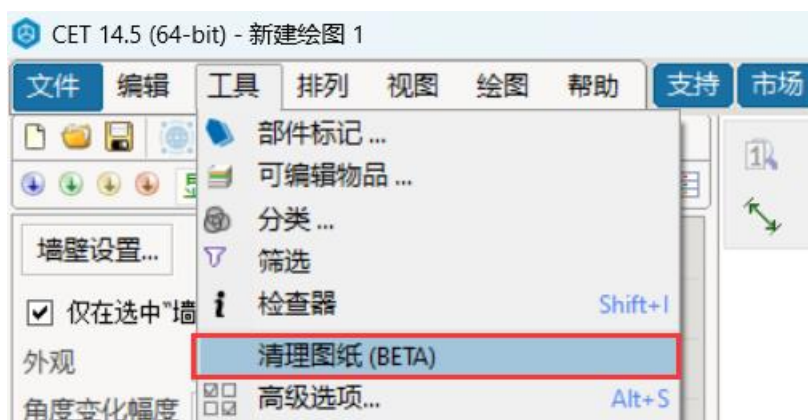 CET 14.5 (64-bit) - 新建绘图 1
文件 编辑 工具 排列 视图 绘图 帮助 支持 市场
部件标记 ...
可编辑物品 ...
分类 ...
墙壁设置...
筛选
检查器 Shift+I
仅在选中"墙
清理图纸 (BETA)
外观
高级选项... Alt+S
角度变化幅度